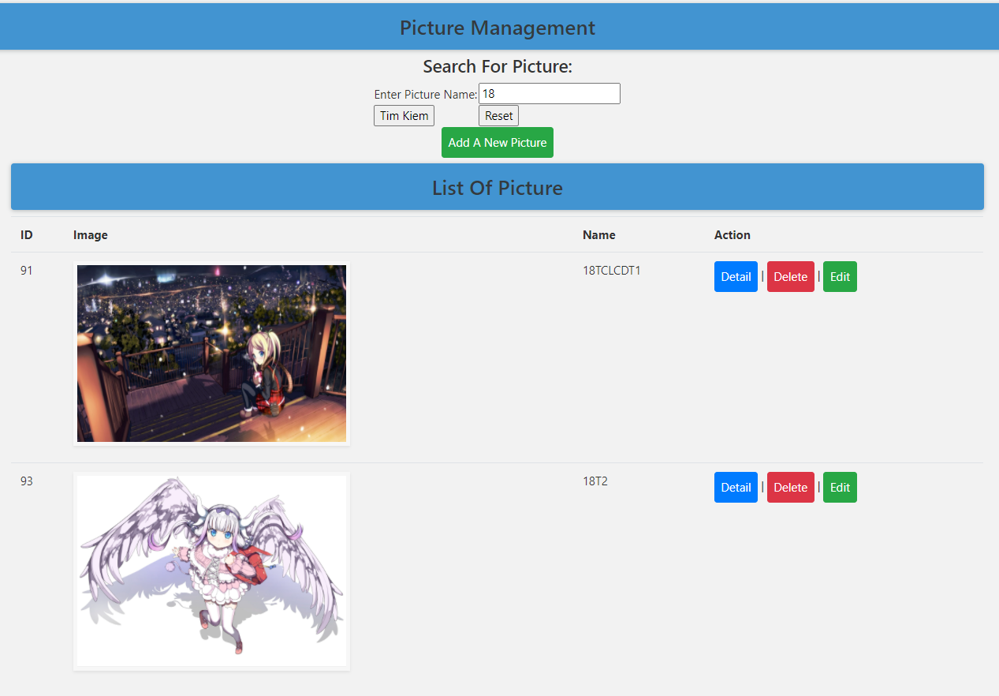 Picture Management
Search For Picture:
Enter Picture Name: 18
Tim Kiem Reset
Add A New Picture
List Of Picture
ID Image Name Action
91 18TCLCDT1 Detail | Delete | Edit
93 18T2 Detail | Delete | Edit